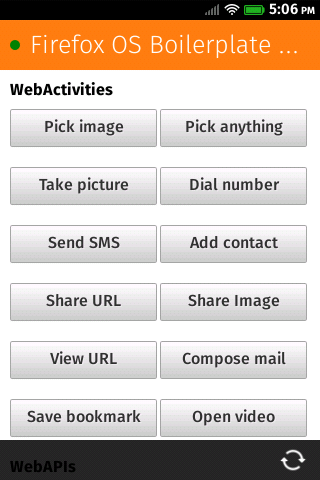 5:06 PM
Firefox OS Boilerplate ...
WebActivities
Pick image Pick anything
Take picture Dial number
Send SMS Add contact
Share URL Share Image
View URL Compose mail
Save bookmark Open video
WebAPIs